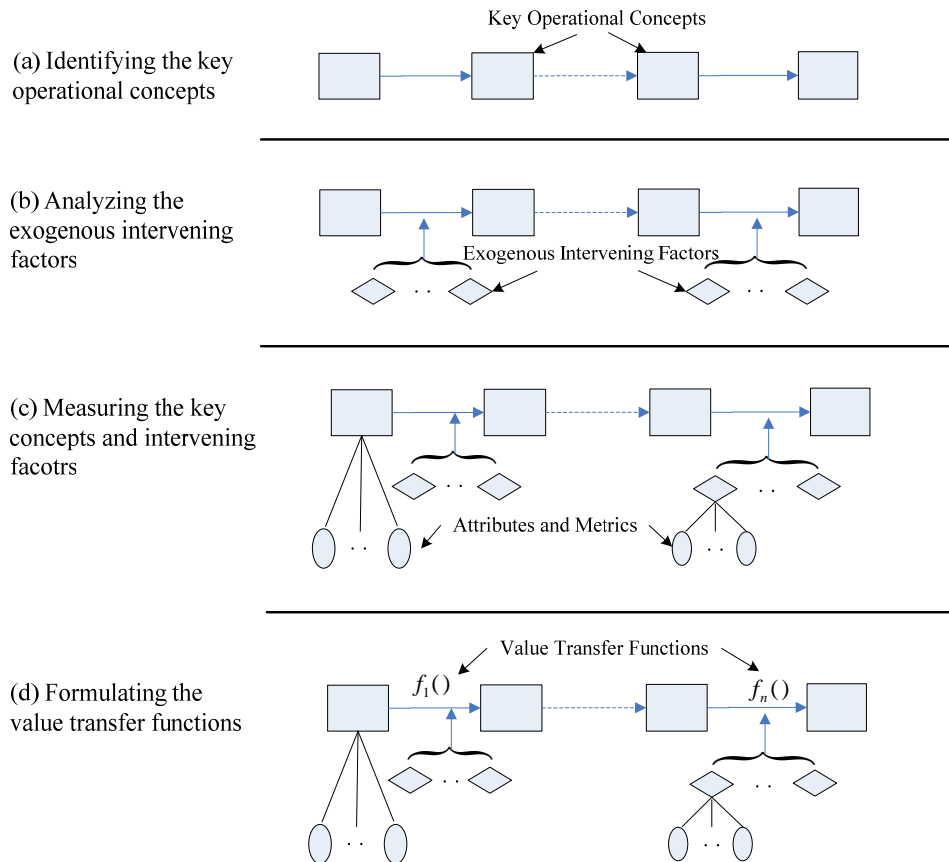 Key Operational Concepts
(a) Identifying the key
operational concepts
(b) Analyzing the
exogenous intervening
factors
Exogenous Intervening Factors
. .
. .
(c) Measuring the key
concepts and intervening
facotrs
. .
. .
Attributes and Metrics
. .
. .
Value Transfer Functions
(d) Formulating the
value transfer functions
f1()
fn()
. .
. .
. .
. .